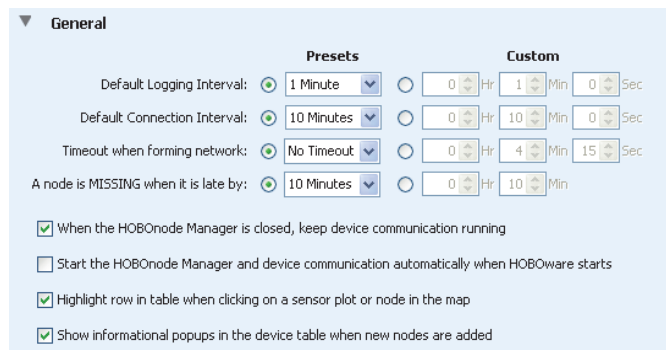 General
Presets Custom
Default Logging Interval: 1 Minute 0 Hr 1 Min 0 Sec
Default Connection Interval: 10 Minutes 0 Hr 10 Min 0 Sec
Timeout when forming network: No Timeout 0 Hr 4 Min 15 Sec
A node is MISSING when it is late by: 10 Minutes 0 Hr 10 Min
When the HOBOnode Manager is closed, keep device communication running
Start the HOBOnode Manager and device communication automatically when HOBOware starts
Highlight row in table when clicking on a sensor plot or node in the map
Show informational popups in the device table when new nodes are added